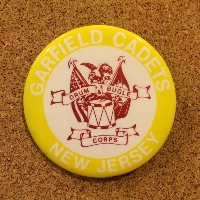 GARFIELD CADETS
DRUM & BUGLE
CORPS
NEW JERSEY